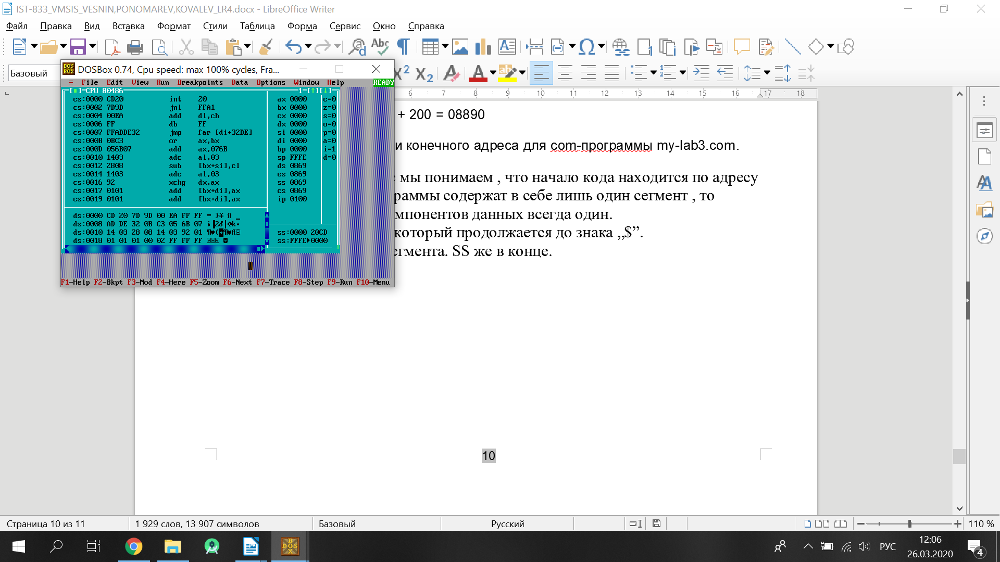 IST-833_VMSIS_VESNIN,PONOMAREV,KOVALEV_LR4.docx - LibreOffice Writer
Файл Правка Вид Вставка Формат Стили Таблица Форма Сервис Окно Справка
Базовый
DOSBox 0.74, Cpu speed: max 100% cycles, Fra...
File Edit View Run Breakpoints Data Options Window Help READY
[■]=CPU 80486 1=[↑][↓]
cs:0000 CD20 int 20 ax 0000 c=0
cs:0002 7D9D jnl FFA1 bx 0000 z=0
cs:0004 00EA add dl,ch cx 0000 s=0
cs:0006 FF db FF dx 0000 o=0
cs:0007 FFADDE32 jmp far [di+32DE] si 0000 p=0
cs:000B 0BC3 or ax,bx di 0000 a=0
cs:000D 056B07 add ax,076B bp 0000 i=1
cs:0010 1403 adc al,03 sp FFFE d=0
cs:0012 2808 sub [bx+si],cl ds 0869
cs:0014 1403 adc al,03 es 0869
cs:0016 92 xchg dx,ax ss 0869
cs:0017 0101 add [bx+di],ax cs 0869
cs:0019 0101 add [bx+di],ax ip 0100
ds:0000 CD 20 7D 9D 00 EA FF FF = }¥ Ω _
ds:0008 AD DE 32 0B C3 05 6B 07
ds:0010 14 03 28 08 14 03 92 01 ss:0000 20CD
ds:0018 01 01 01 00 02 FF FF FF ss:FFFE▶0000
F1-Help F2-Bkpt F3-Mod F4-Here F5-Zoom F6-Next F7-Trace F8-Step F9-Run F10-Menu
6 7 8 9 10 11 12 13 14 15 16 17 18
+ 200 = 08890
и конечного адреса для com-программы my-lab3.com.
мы понимаем , что начало кода находится по адресу
раммы содержат в себе лишь один сегмент , то
мпонентов данных всегда один.
который продолжается до знака „$”.
егмента. SS же в конце.
10
Страница 10 из 11 1 929 слов, 13 907 символов Базовый Русский 110 %
РУС 12:06
26.03.2020
4